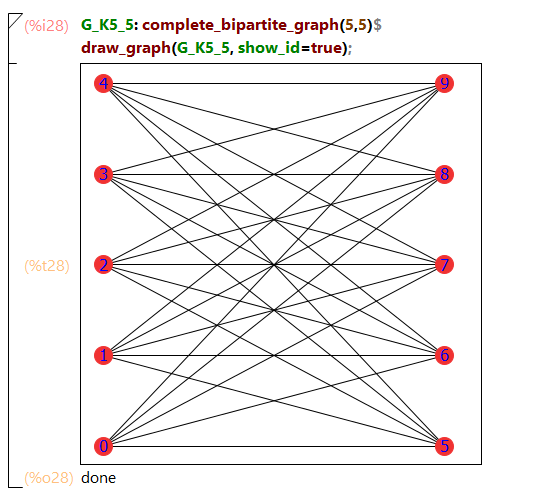 (%i28) G_K5_5: complete_bipartite_graph(5,5)$
draw_graph(G_K5_5, show_id=true);
4 9
3 8
(%t28) 2 7
1 6
0 5
(%o28) done